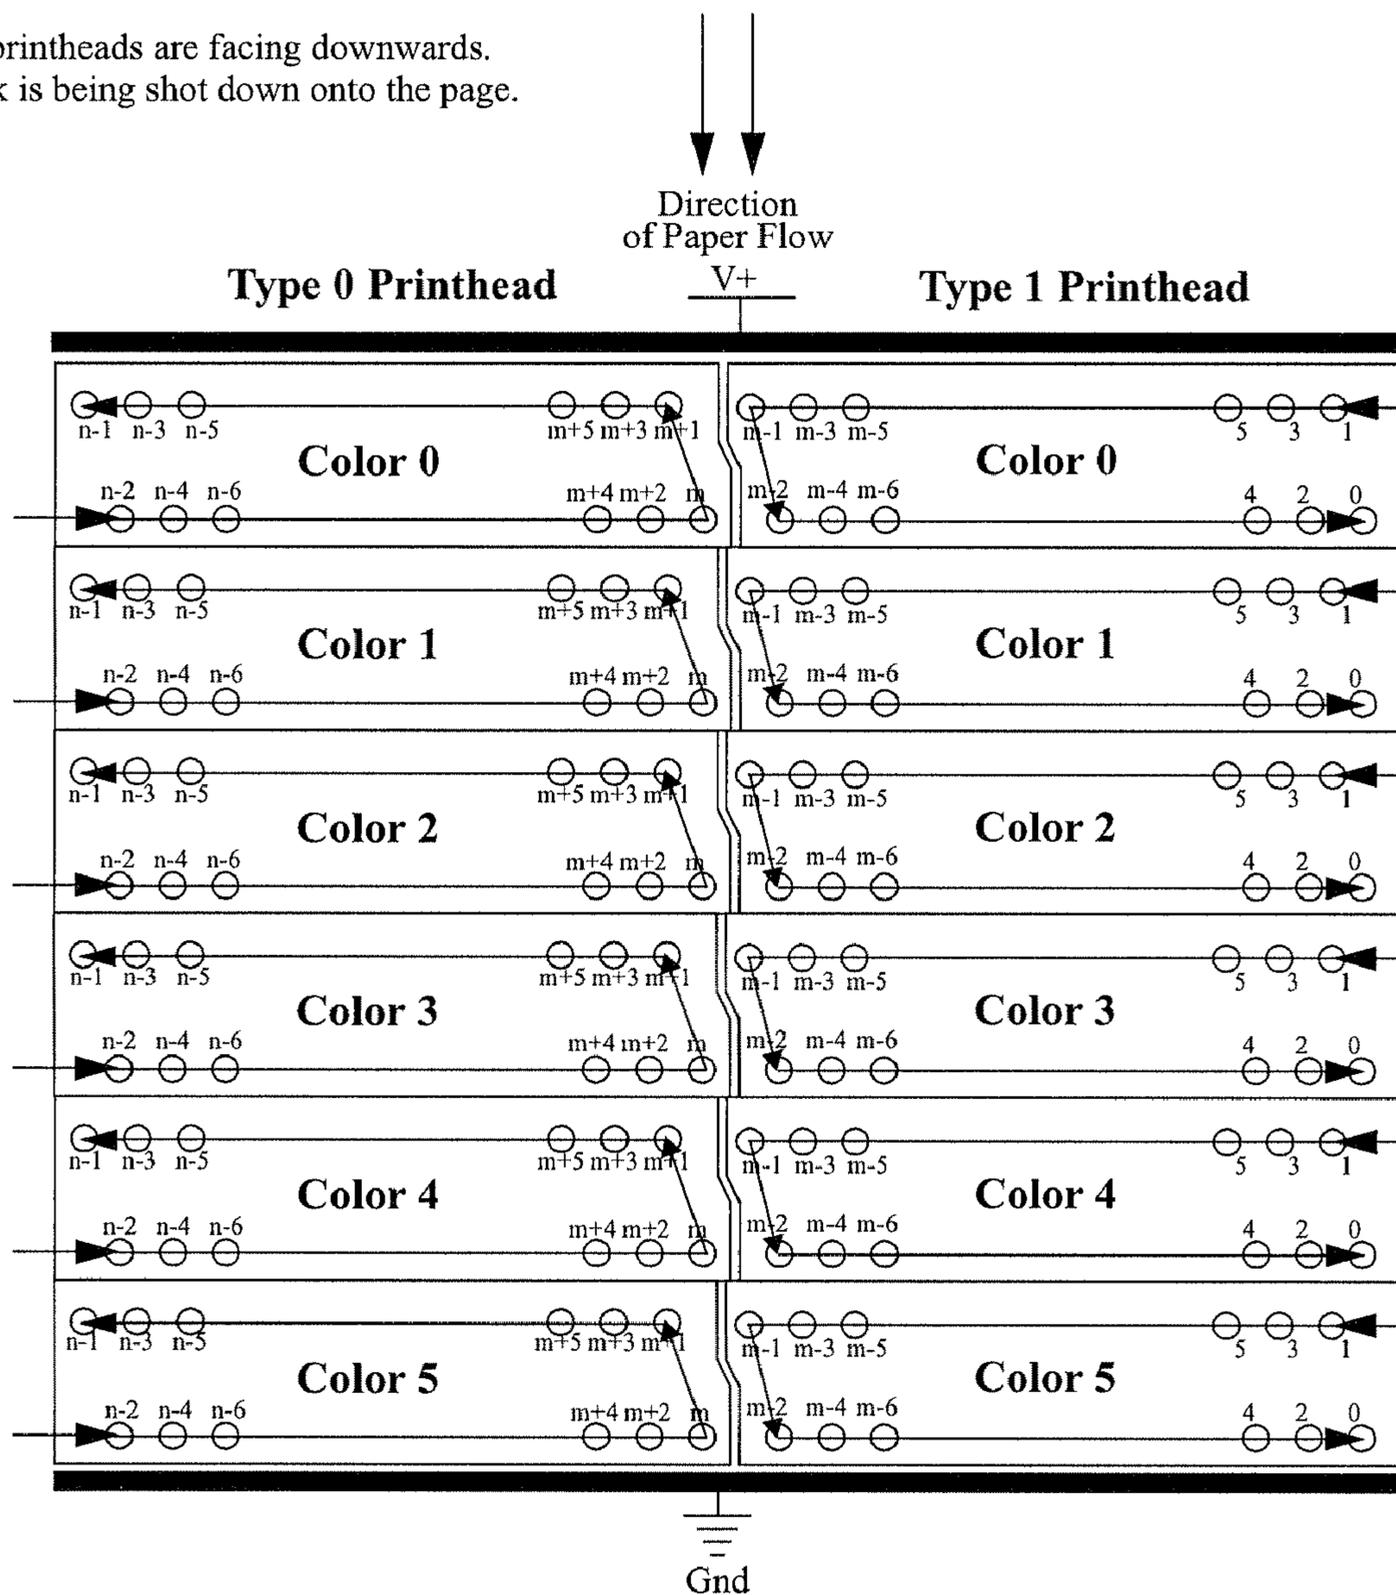 printheads are facing downwards.
k is being shot down onto the page.
Direction
of Paper Flow
V+
Type 0 Printhead
Type 1 Printhead
n-1 n-3 n-5 m+5 m+3 m+1 m-1 m-3 m-5 5 3 1
Color 0 Color 0
n-2 n-4 n-6 m+4 m+2 m m-2 m-4 m-6 4 2 0
n-1 n-3 n-5 m+5 m+3 m+1 m-1 m-3 m-5 5 3 1
Color 1 Color 1
n-2 n-4 n-6 m+4 m+2 m m-2 m-4 m-6 4 2 0
n-1 n-3 n-5 m+5 m+3 m+1 m-1 m-3 m-5 5 3 1
Color 2 Color 2
n-2 n-4 n-6 m+4 m+2 m m-2 m-4 m-6 4 2 0
n-1 n-3 n-5 m+5 m+3 m+1 m-1 m-3 m-5 5 3 1
Color 3 Color 3
n-2 n-4 n-6 m+4 m+2 m m-2 m-4 m-6 4 2 0
n-1 n-3 n-5 m+5 m+3 m+1 m-1 m-3 m-5 5 3 1
Color 4 Color 4
n-2 n-4 n-6 m+4 m+2 m m-2 m-4 m-6 4 2 0
n-1 n-3 n-5 m+5 m+3 m+1 m-1 m-3 m-5 5 3 1
Color 5 Color 5
n-2 n-4 n-6 m+4 m+2 m m-2 m-4 m-6 4 2 0
Gnd